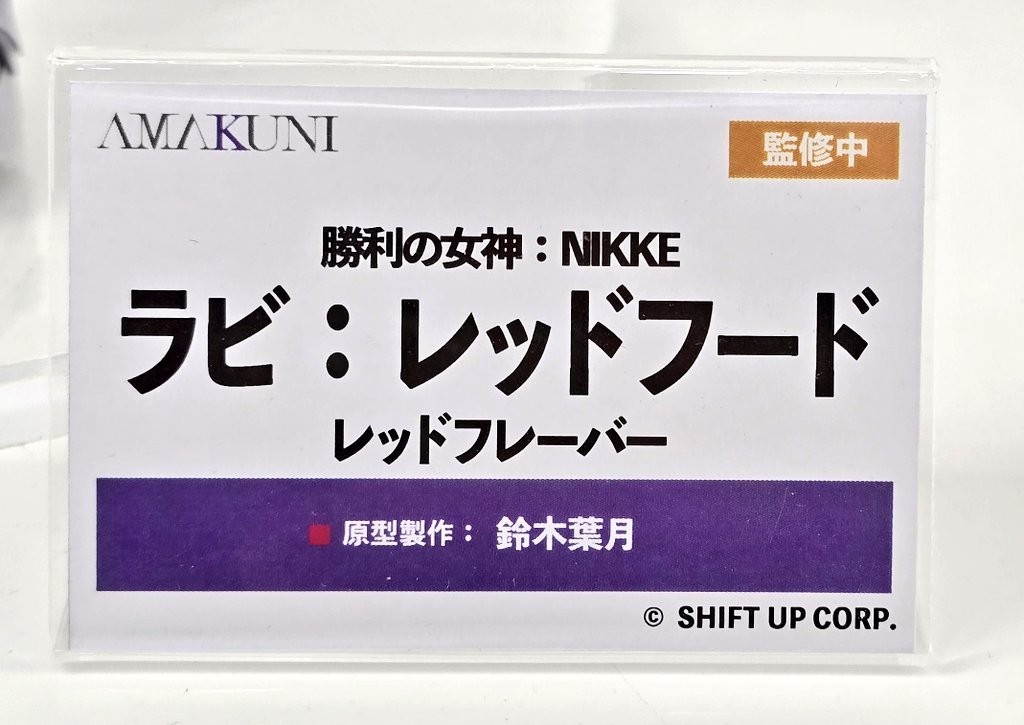 AMAKUNI
監修中
勝利の女神：NIKKE
ラビ：レッドフード
レッドフレーバー
■ 原型製作： 鈴木葉月
© SHIFT UP CORP.